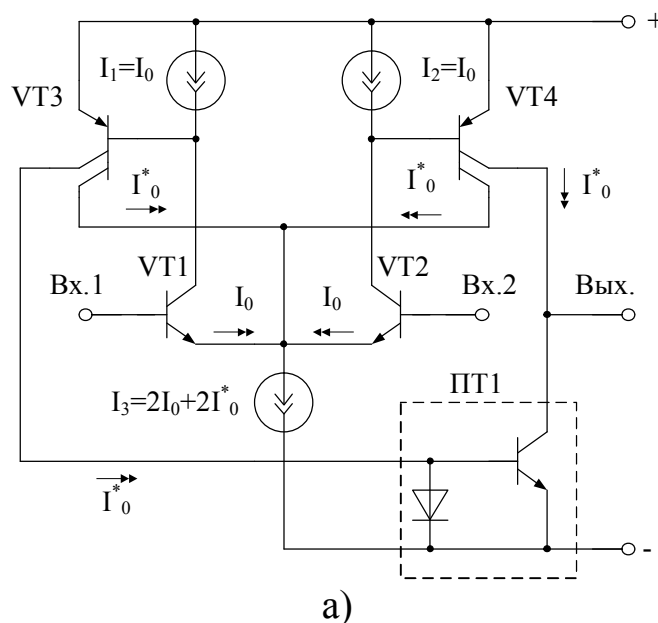 +
I₁=I₀
I₂=I₀
VT3
VT4
I*₀
I*₀
I*₀
VT1
VT2
Вх.1
I₀
I₀
Вх.2
Вых.
I₃=2I₀+2I*₀
ПТ1
I*₀
-
а)